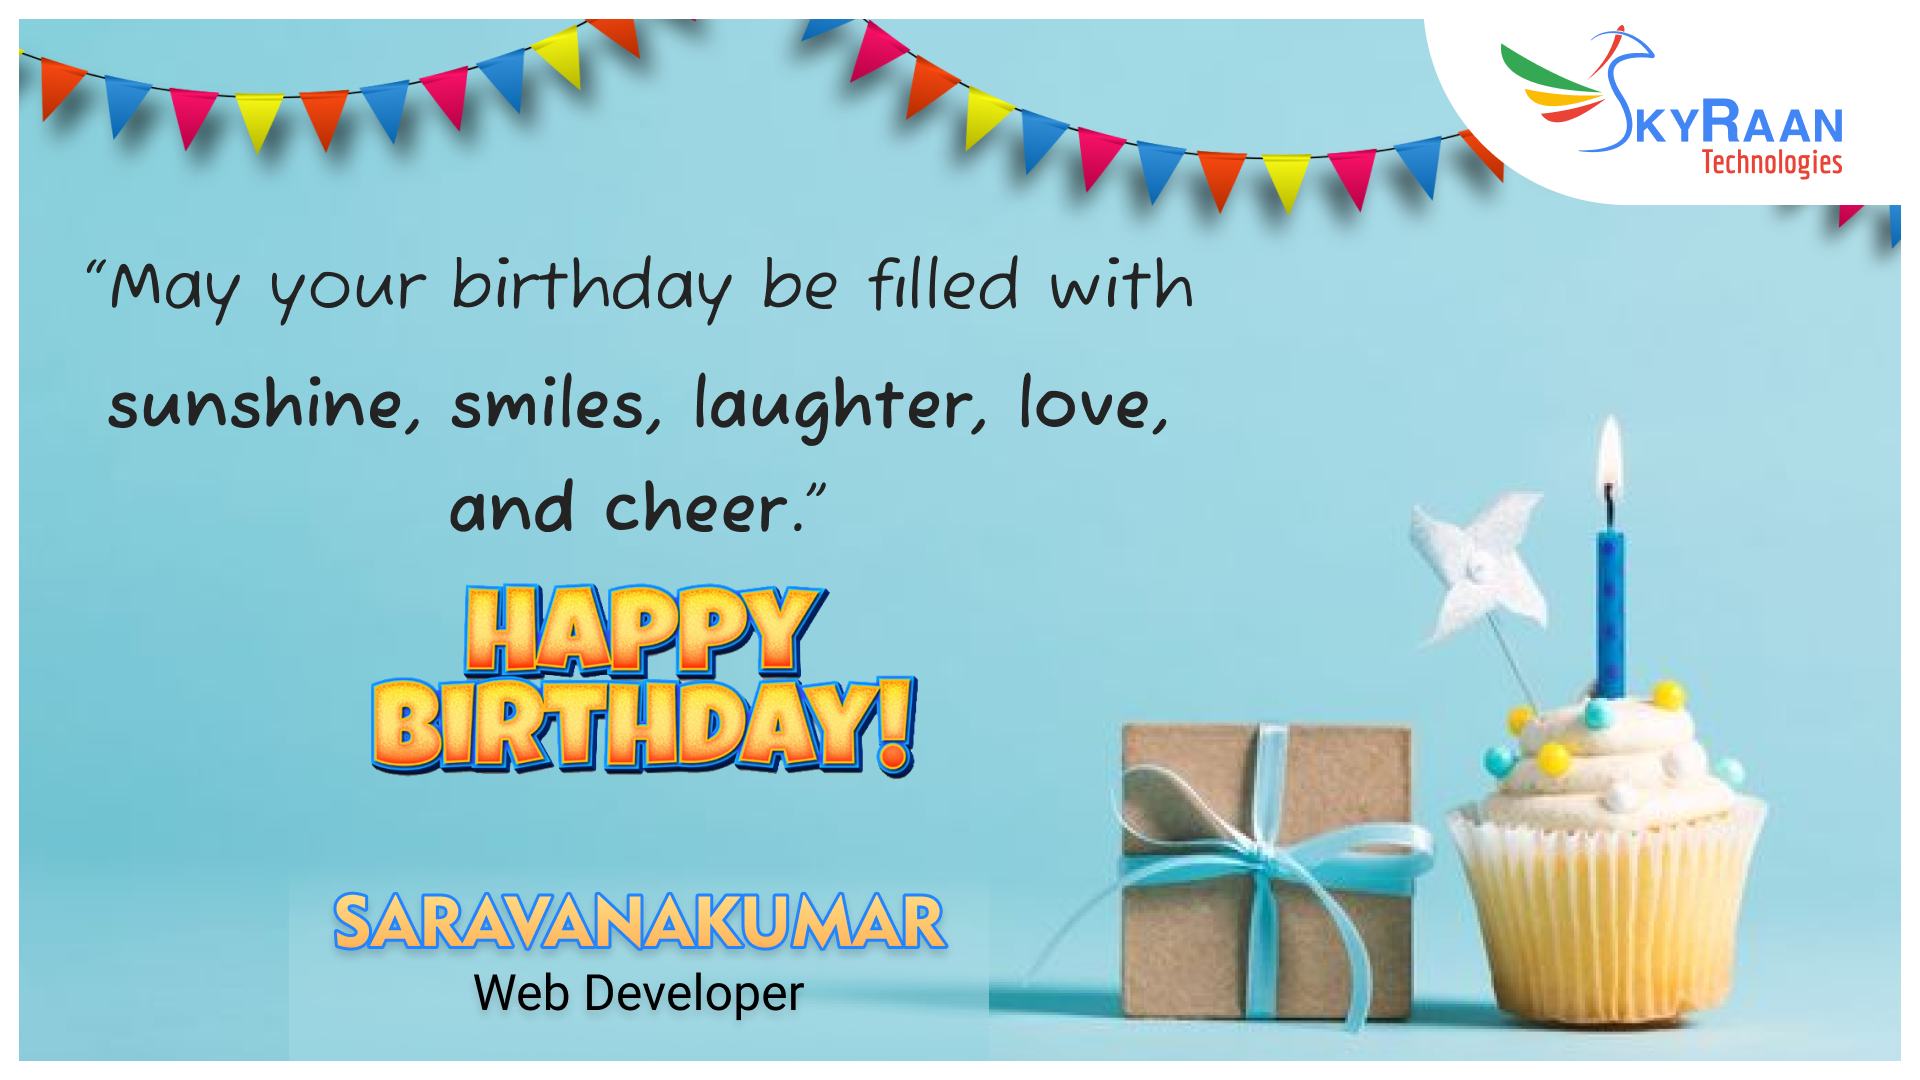 SKYRAAN
Technologies
“May your birthday be filled with
sunshine, smiles, laughter, love,
and cheer.”
HAPPY
BIRTHDAY!
SARAVANAKUMAR
Web Developer